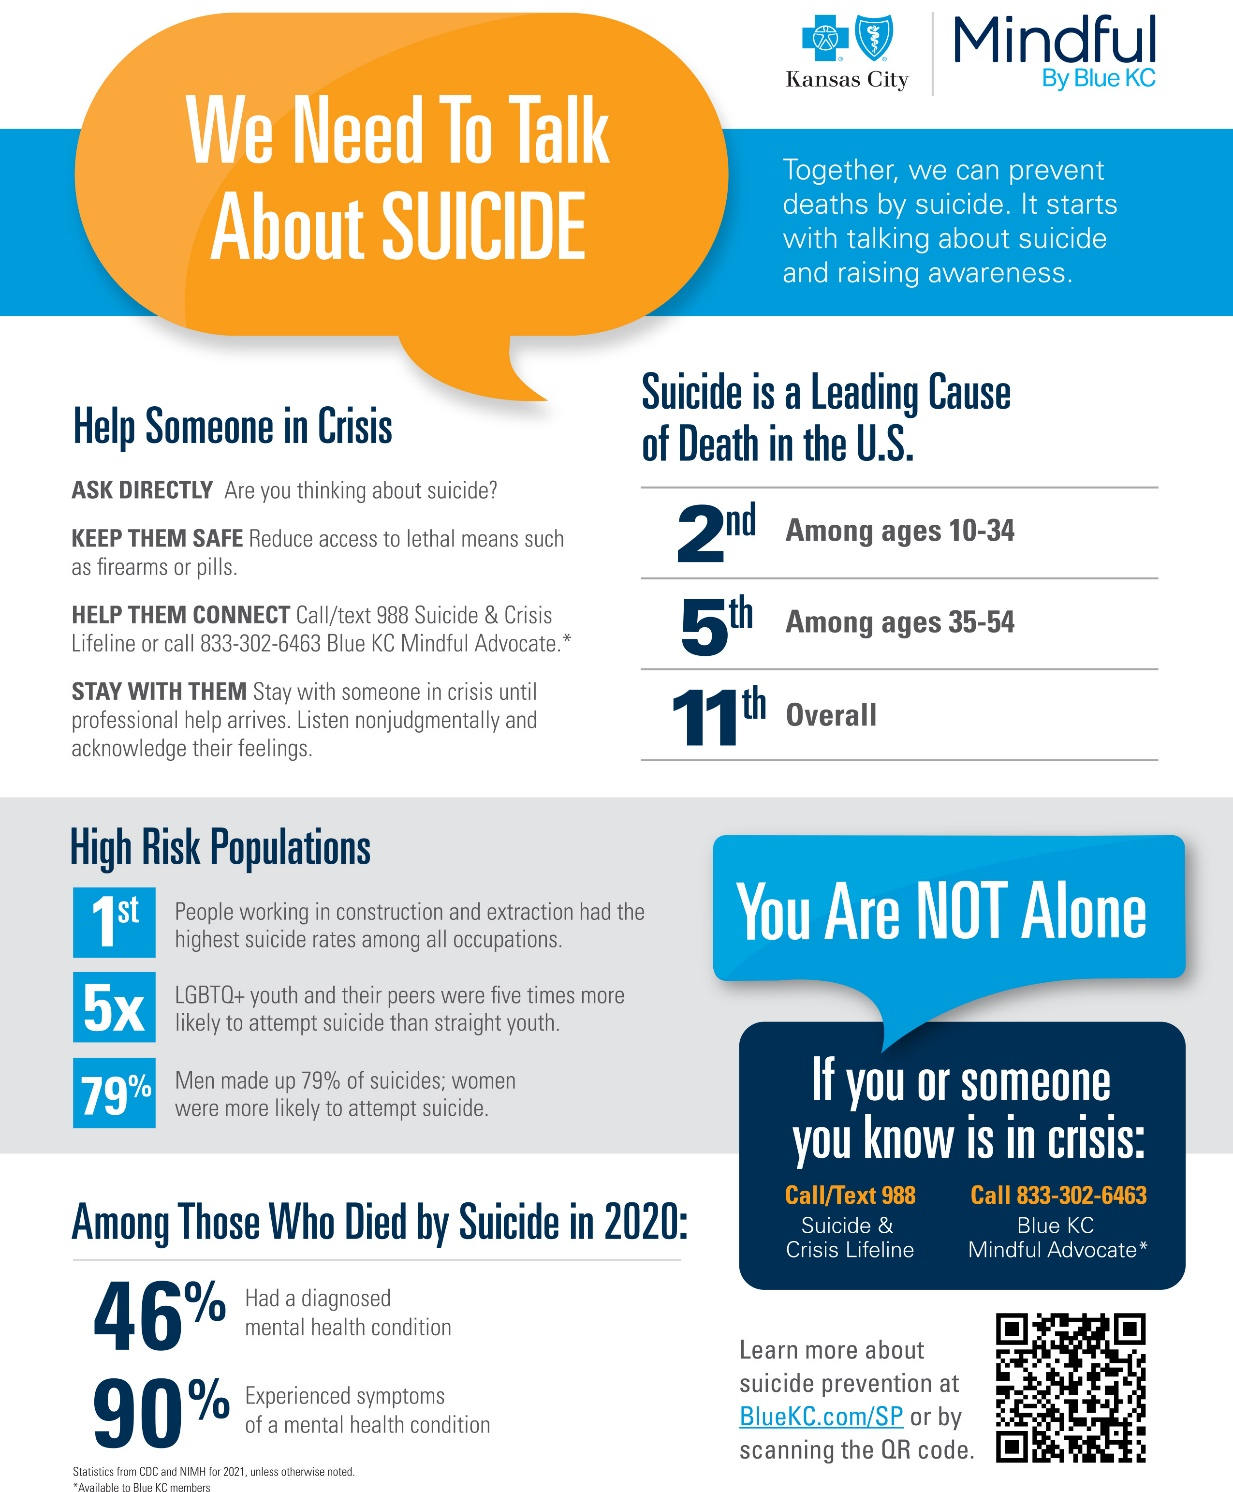 Kansas City
Mindful
By Blue KC
We Need To Talk
About SUICIDE
Together, we can prevent
deaths by suicide. It starts
with talking about suicide
and raising awareness.
Help Someone in Crisis
ASK DIRECTLY Are you thinking about suicide?
KEEP THEM SAFE Reduce access to lethal means such
as firearms or pills.
HELP THEM CONNECT Call/text 988 Suicide & Crisis
Lifeline or call 833-302-6463 Blue KC Mindful Advocate.*
STAY WITH THEM Stay with someone in crisis until
professional help arrives. Listen nonjudgmentally and
acknowledge their feelings.
Suicide is a Leading Cause
of Death in the U.S.
2nd Among ages 10-34
5th Among ages 35-54
11th Overall
High Risk Populations
1st
People working in construction and extraction had the
highest suicide rates among all occupations.
5x
LGBTQ+ youth and their peers were five times more
likely to attempt suicide than straight youth.
79%
Men made up 79% of suicides; women
were more likely to attempt suicide.
You Are NOT Alone
If you or someone
you know is in crisis:
Call/Text 988
Suicide &
Crisis Lifeline
Call 833-302-6463
Blue KC
Mindful Advocate*
Among Those Who Died by Suicide in 2020:
46%
Had a diagnosed
mental health condition
90%
Experienced symptoms
of a mental health condition
Statistics from CDC and NIMH for 2021, unless otherwise noted.
*Available to Blue KC members
Learn more about
suicide prevention at
BlueKC.com/SP or by
scanning the QR code.